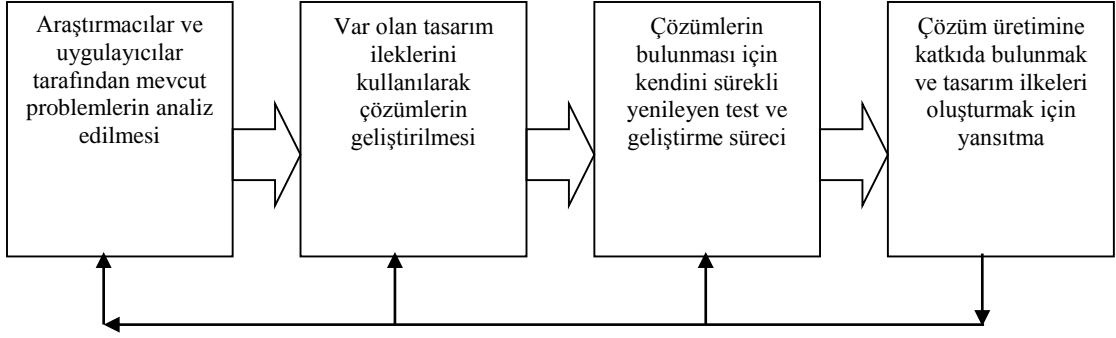 Araştırmacılar ve
uygulayıcılar
tarafından mevcut
problemlerin analiz
edilmesi
Var olan tasarım
ileklerini
kullanılarak
çözümlerin
geliştirilmesi
Çözümlerin
bulunması için
kendini sürekli
yenileyen test ve
geliştirme süreci
Çözüm üretimine
katkıda bulunmak
ve tasarım ilkeleri
oluşturmak için
yansıtma